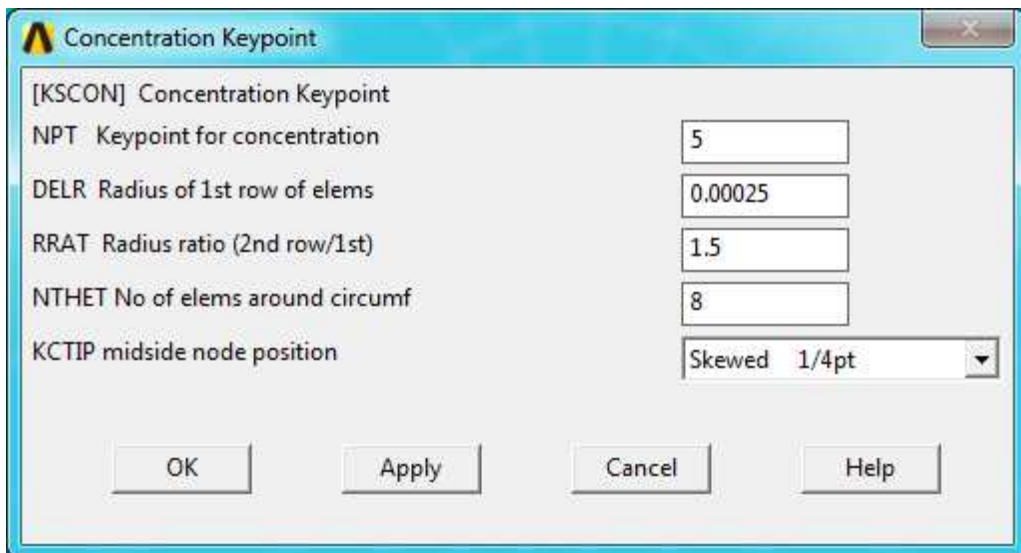 Concentration Keypoint
[KSCON] Concentration Keypoint
NPT Keypoint for concentration 5
DELR Radius of 1st row of elems 0.00025
RRAT Radius ratio (2nd row/1st) 1.5
NTHET No of elems around circumf 8
KCTIP midside node position Skewed 1/4pt
OK Apply Cancel Help